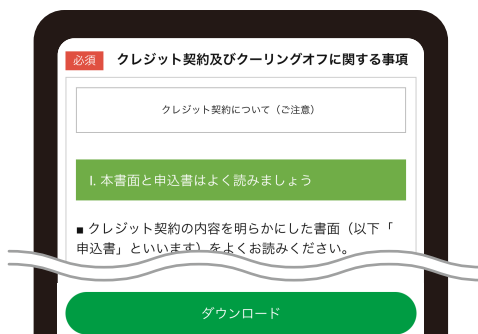 必須 クレジット契約及びクーリングオフに関する事項
クレジット契約について（ご注意）
I. 本書面と申込書はよく読みましょう
■ クレジット契約の内容を明らかにした書面（以下「
申込書」といいます）をよくお読みください。
ダウンロード